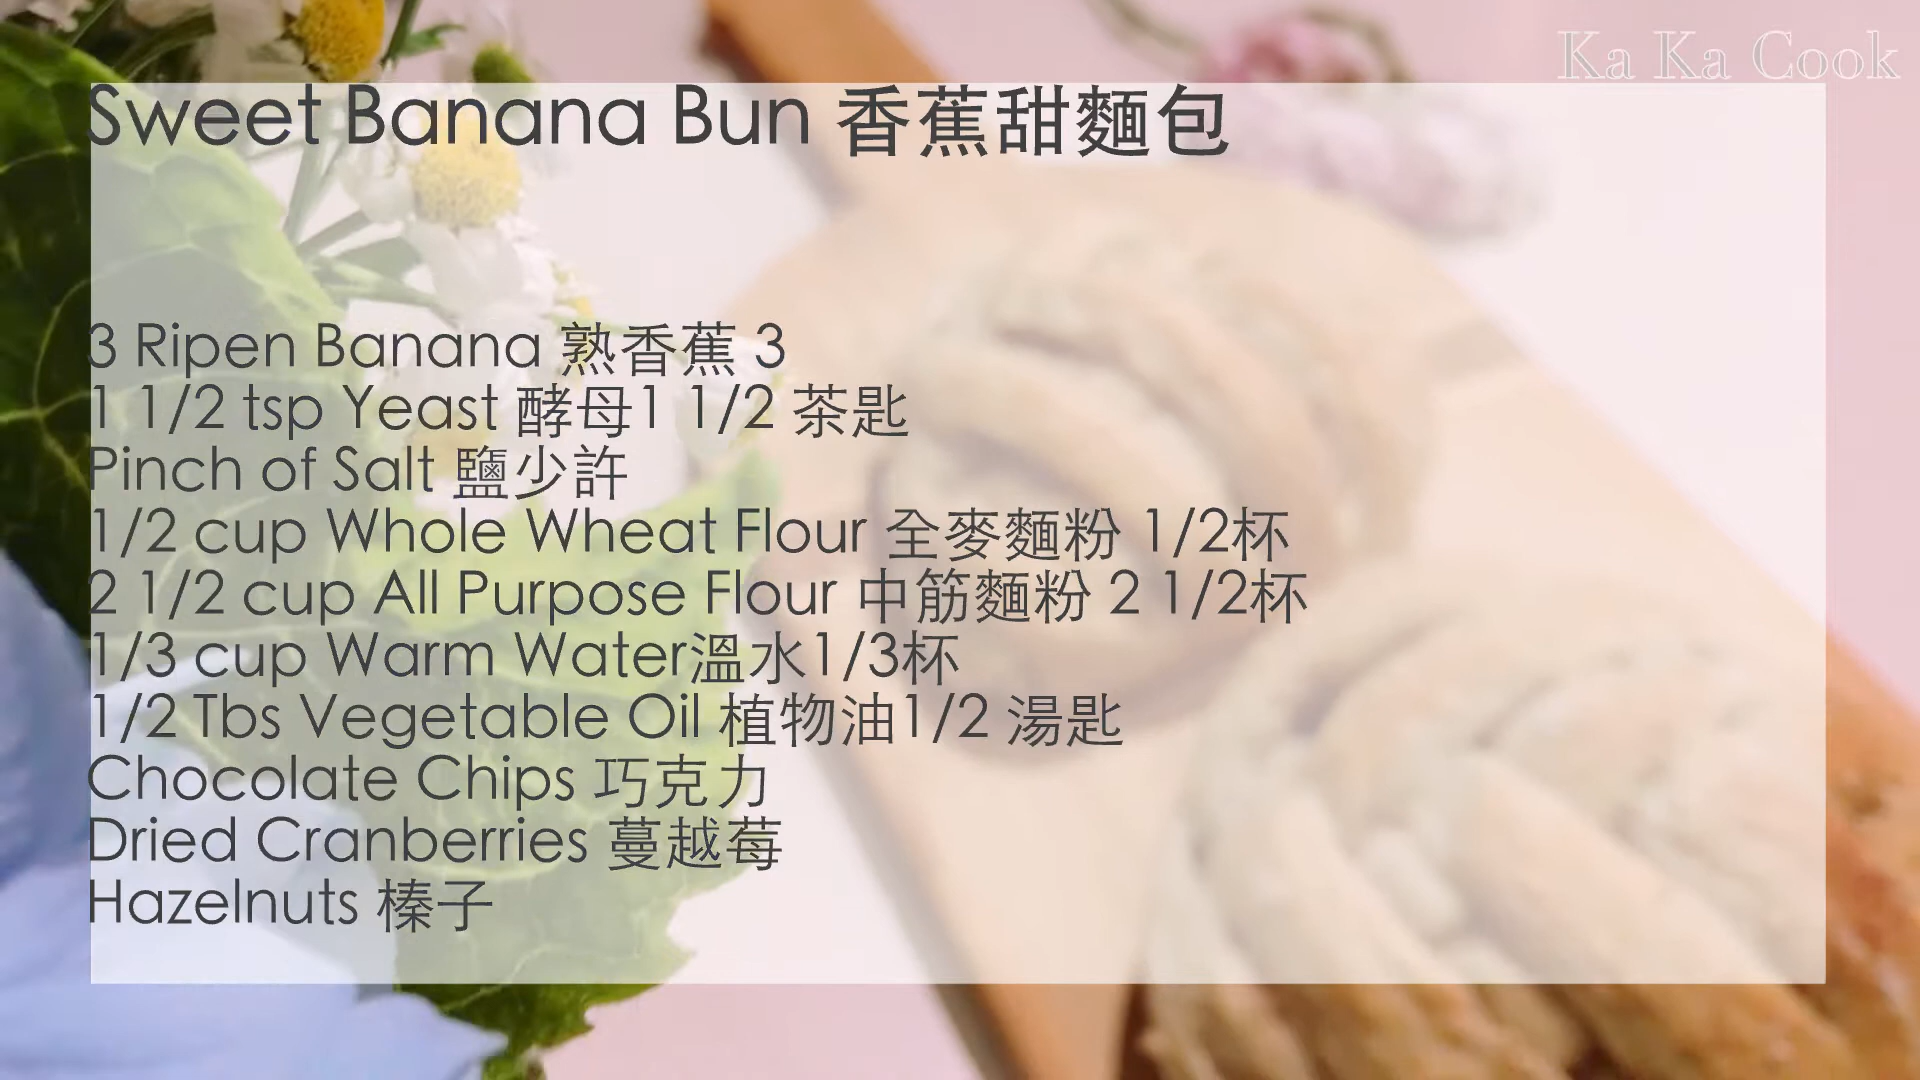 Ka Ka Cook
Sweet Banana Bun 香蕉甜麵包
3 Ripen Banana 熟香蕉 3
1 1/2 tsp Yeast 酵母1 1/2 茶匙
Pinch of Salt 鹽少許
1/2 cup Whole Wheat Flour 全麥麵粉 1/2杯
2 1/2 cup All Purpose Flour 中筋麵粉 2 1/2杯
1/3 cup Warm Water溫水1/3杯
1/2 Tbs Vegetable Oil 植物油1/2 湯匙
Chocolate Chips 巧克力
Dried Cranberries 蔓越莓
Hazelnuts 榛子